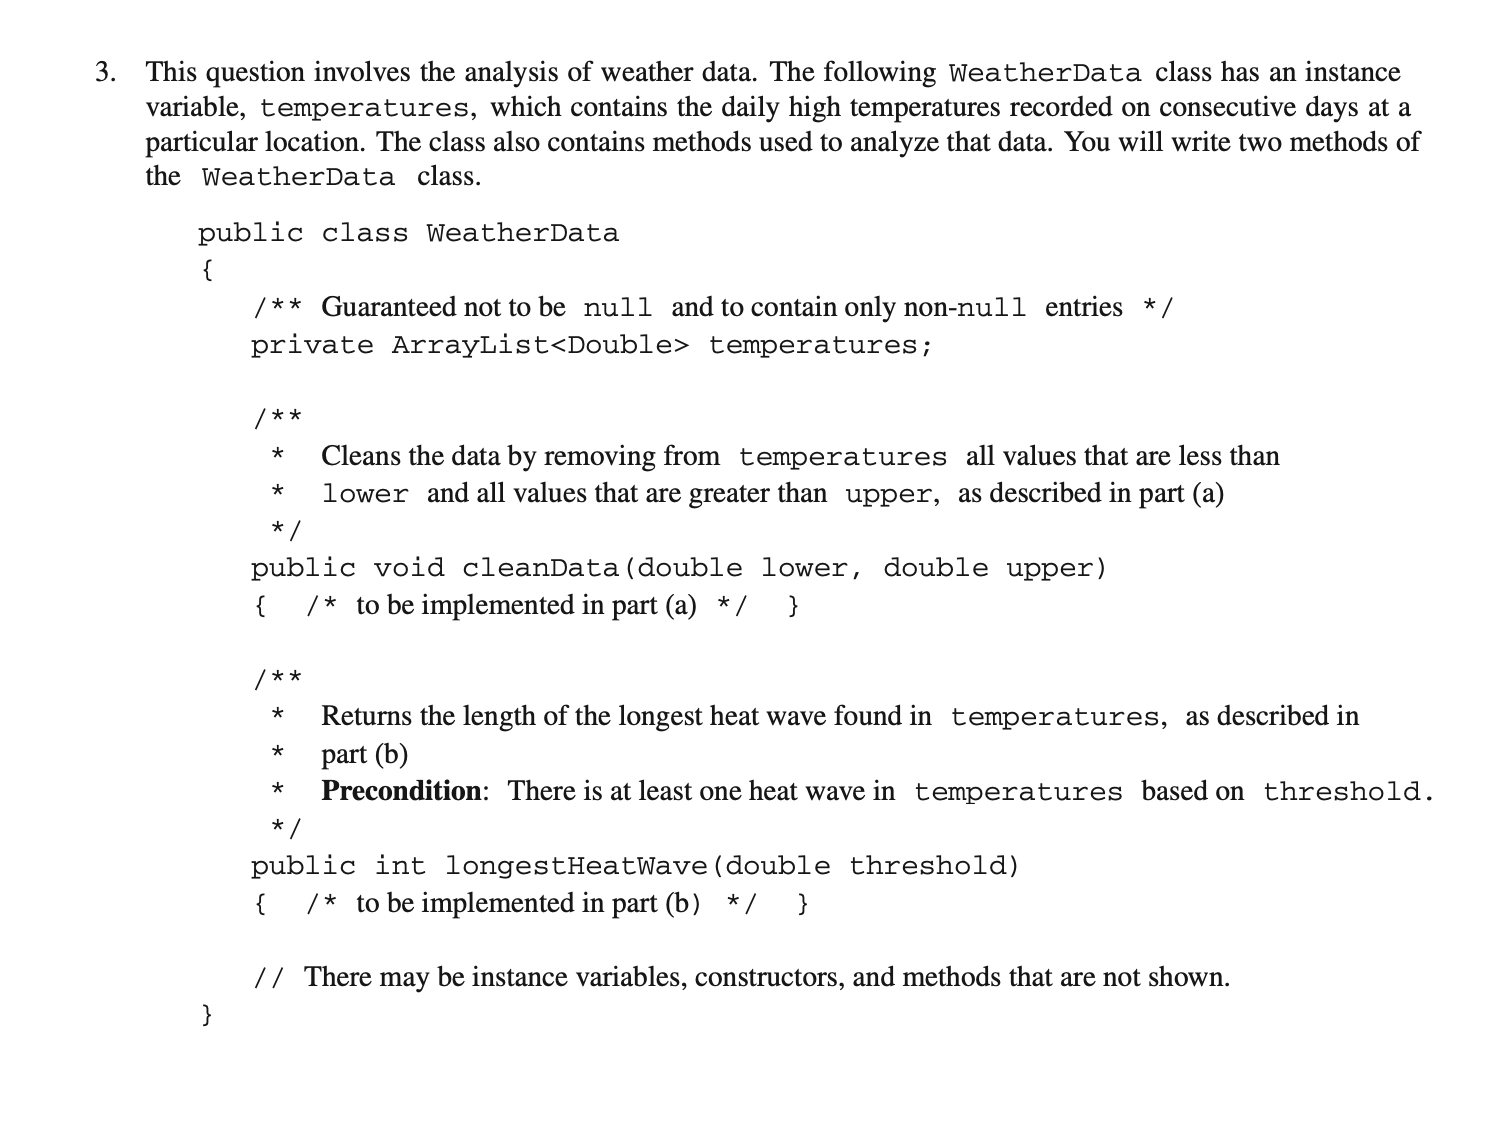 3. This question involves the analysis of weather data. The following WeatherData class has an instance
variable, temperatures, which contains the daily high temperatures recorded on consecutive days at a
particular location. The class also contains methods used to analyze that data. You will write two methods of
the WeatherData class.
public class WeatherData
{
/** Guaranteed not to be null and to contain only non-null entries */
private ArrayList<Double> temperatures;
/**
* Cleans the data by removing from temperatures all values that are less than
* lower and all values that are greater than upper, as described in part (a)
*/
public void cleanData(double lower, double upper)
{ /* to be implemented in part (a) */ }
/**
* Returns the length of the longest heat wave found in temperatures, as described in
* part (b)
* Precondition: There is at least one heat wave in temperatures based on threshold.
*/
public int longestHeatWave(double threshold)
{ /* to be implemented in part (b) */ }
// There may be instance variables, constructors, and methods that are not shown.
}